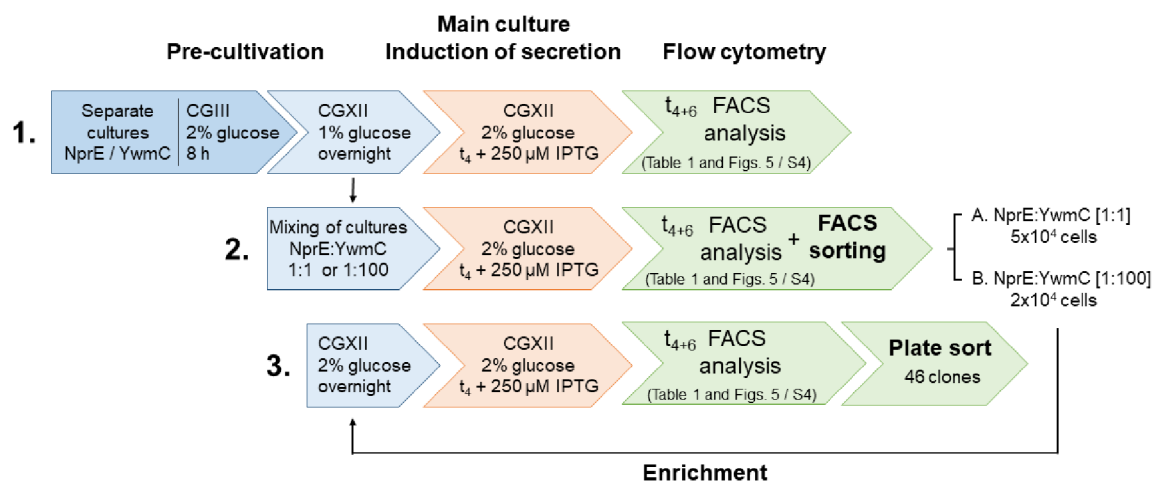 Pre-cultivation
Main culture
Induction of secretion
Flow cytometry
1.
Separate
cultures
NprE / YwmC
CGIII
2% glucose
8 h
CGXII
1% glucose
overnight
CGXII
2% glucose
t4 + 250 µM IPTG
t4+6 FACS
analysis
(Table 1 and Figs. 5 / S4)
2.
Mixing of cultures
NprE:YwmC
1:1 or 1:100
CGXII
2% glucose
t4 + 250 µM IPTG
t4+6 FACS
analysis
(Table 1 and Figs. 5 / S4)
+
FACS
sorting
A. NprE:YwmC [1:1]
5x10⁴ cells
B. NprE:YwmC [1:100]
2x10⁴ cells
3.
CGXII
2% glucose
overnight
CGXII
2% glucose
t4 + 250 µM IPTG
t4+6 FACS
analysis
(Table 1 and Figs. 5 / S4)
Plate sort
46 clones
Enrichment